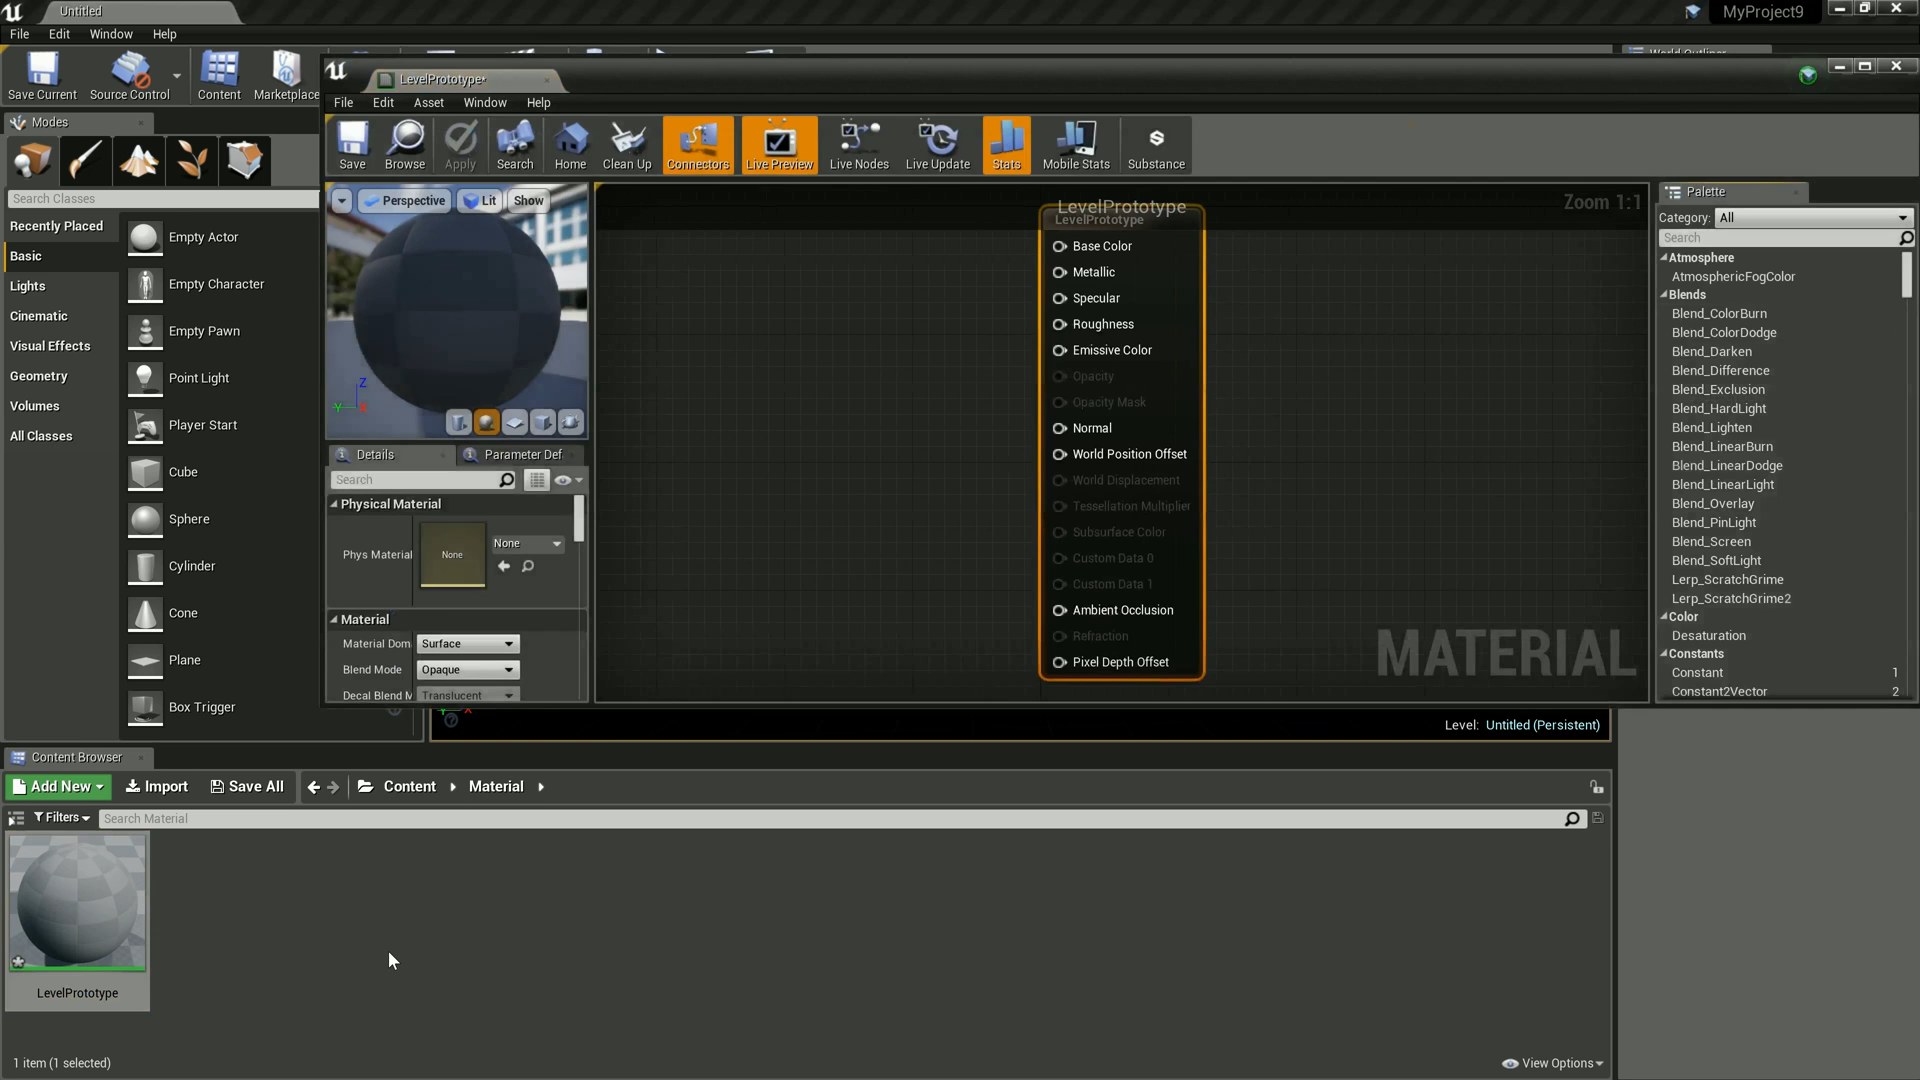 Untitled
MyProject9
File Edit Window Help
Save Current
Source Control
Content
Marketplace
World Outliner
LevelPrototype*
File Edit Asset Window Help
Save
Browse
Apply
Search
Home
Clean Up
Connectors
Live Preview
Live Nodes
Live Update
Stats
Mobile Stats
Substance
Modes
Search Classes
Recently Placed
Basic
Lights
Cinematic
Visual Effects
Geometry
Volumes
All Classes
Empty Actor
Empty Character
Empty Pawn
Point Light
Player Start
Cube
Sphere
Cylinder
Cone
Plane
Box Trigger
Perspective
Lit
Show
Z
Y
X
Details
Parameter Def
Search
Physical Material
Phys Material
None
None
Material
Material Dom
Surface
Blend Mode
Opaque
Decal Blend M
Translucent
Zoom 1:1
LevelPrototype
LevelPrototype
Base Color
Metallic
Specular
Roughness
Emissive Color
Opacity
Opacity Mask
Normal
World Position Offset
World Displacement
Tessellation Multiplier
Subsurface Color
Custom Data 0
Custom Data 1
Ambient Occlusion
Refraction
Pixel Depth Offset
MATERIAL
Palette
Category: All
Search
Atmosphere
AtmosphericFogColor
Blends
Blend_ColorBurn
Blend_ColorDodge
Blend_Darken
Blend_Difference
Blend_Exclusion
Blend_HardLight
Blend_Lighten
Blend_LinearBurn
Blend_LinearDodge
Blend_LinearLight
Blend_Overlay
Blend_PinLight
Blend_Screen
Blend_SoftLight
Lerp_ScratchGrime
Lerp_ScratchGrime2
Color
Desaturation
Constants
Constant 1
Constant2Vector 2
Level: Untitled (Persistent)
Content Browser
Add New
Import
Save All
Content
Material
Filters
Search Material
LevelPrototype
1 item (1 selected)
View Options